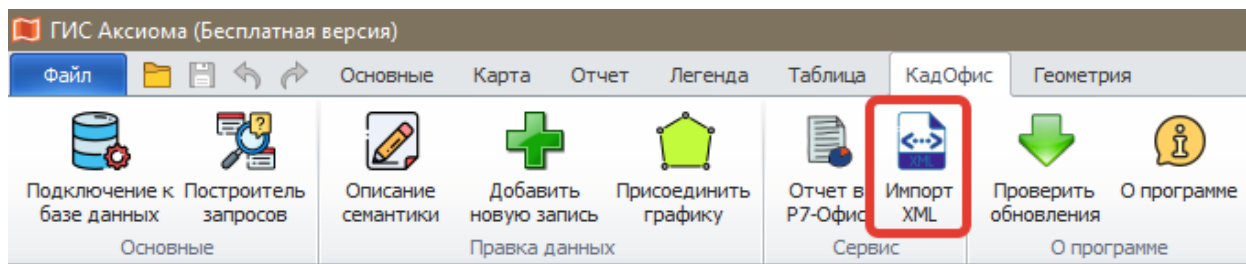 ГИС Аксиома (Бесплатная версия)
Файл Основные Карта Отчет Легенда Таблица КадОфис Геометрия
XML
Подключение к Построитель Описание Добавить Присоединить Отчет в Импорт Проверить О программе
базе данных запросов семантики новую запись графику Р7-Офис XML обновления
Основные Правка данных Сервис О программе